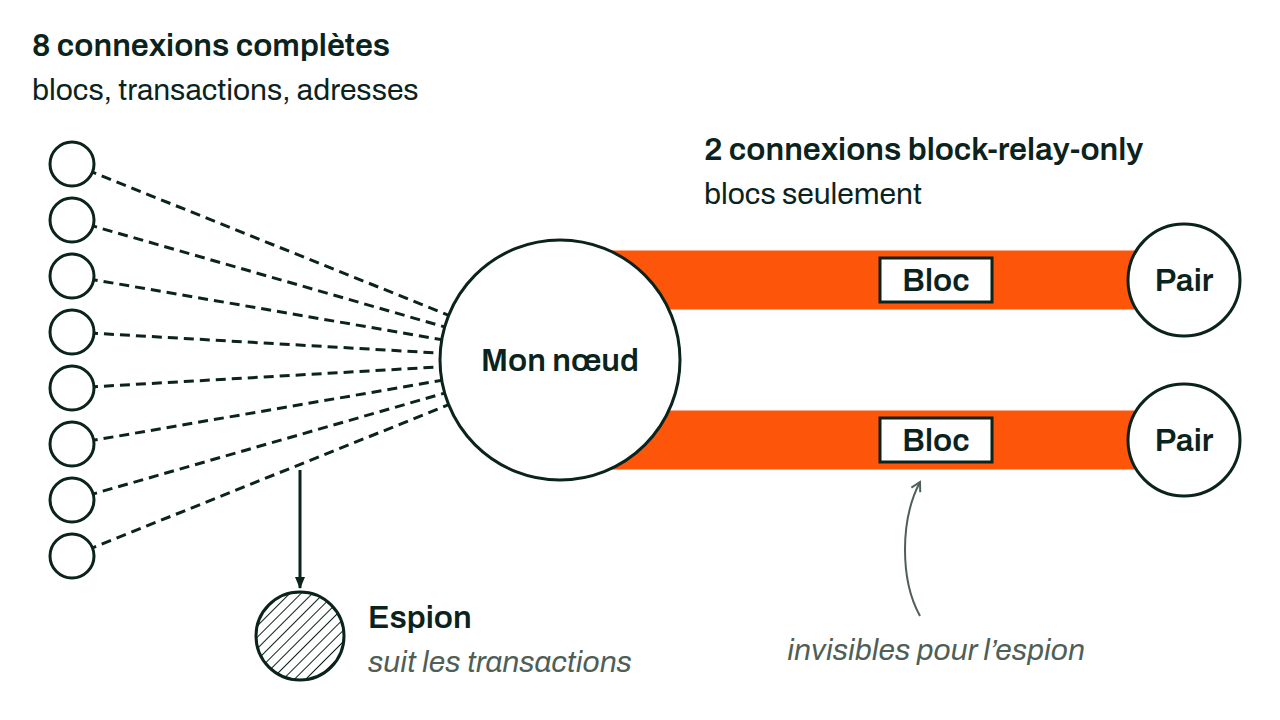 8 connexions complètes
blocs, transactions, adresses
2 connexions block-relay-only
blocs seulement
Bloc
Pair
Mon nœud
Bloc
Pair
Espion
suit les transactions
invisibles pour l’espion